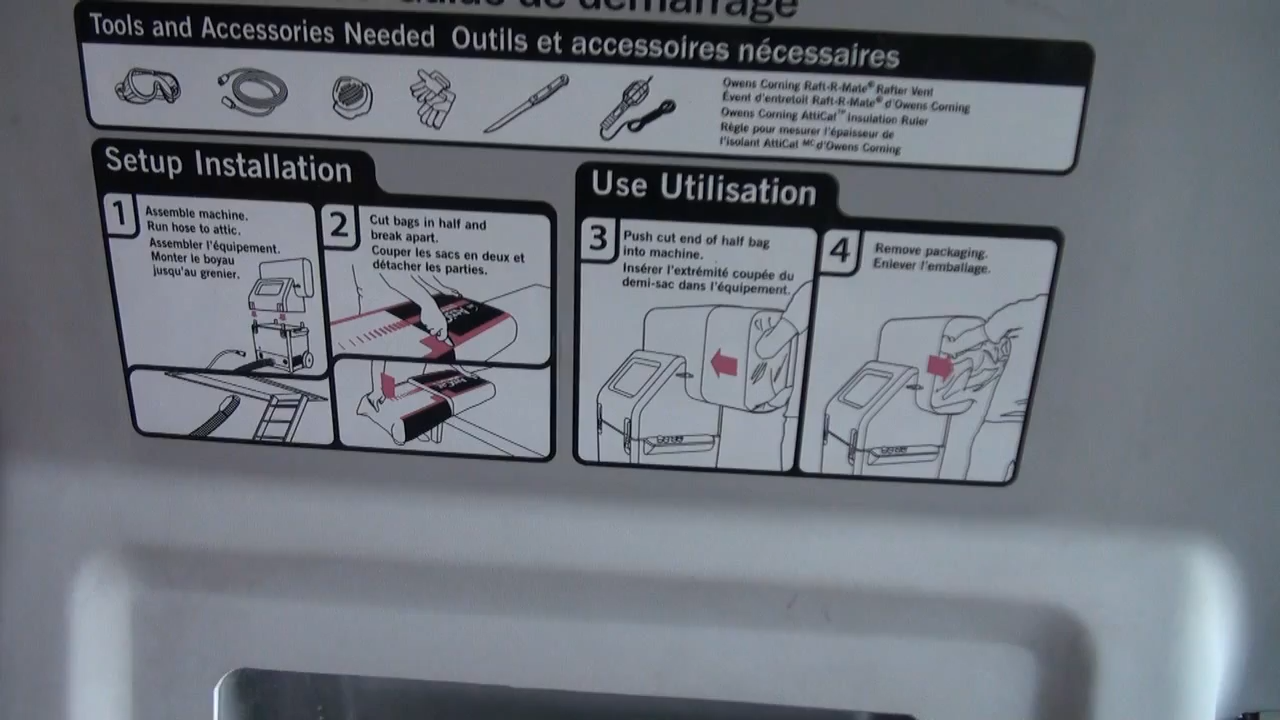 de démarrage
Tools and Accessories Needed Outils et accessoires nécessaires
Owens Corning Raft-R-Mate® Rafter Vent
Évent d'entretoit Raft-R-Mate® d'Owens Corning
Owens Corning AttiCat™ Insulation Ruler
Règle pour mesurer l'épaisseur de
l'isolant AttiCat MC d'Owens Corning
Setup Installation
1
Assemble machine.
Run hose to attic.
Assembler l'équipement.
Monter le boyau
jusqu'au grenier.
2
Cut bags in half and
break apart.
Couper les sacs en deux et
détacher les parties.
Use Utilisation
3
Push cut end of half bag
into machine.
Insérer l'extrémité coupée du
demi-sac dans l'équipement.
4
Remove packaging.
Enlever l'emballage.